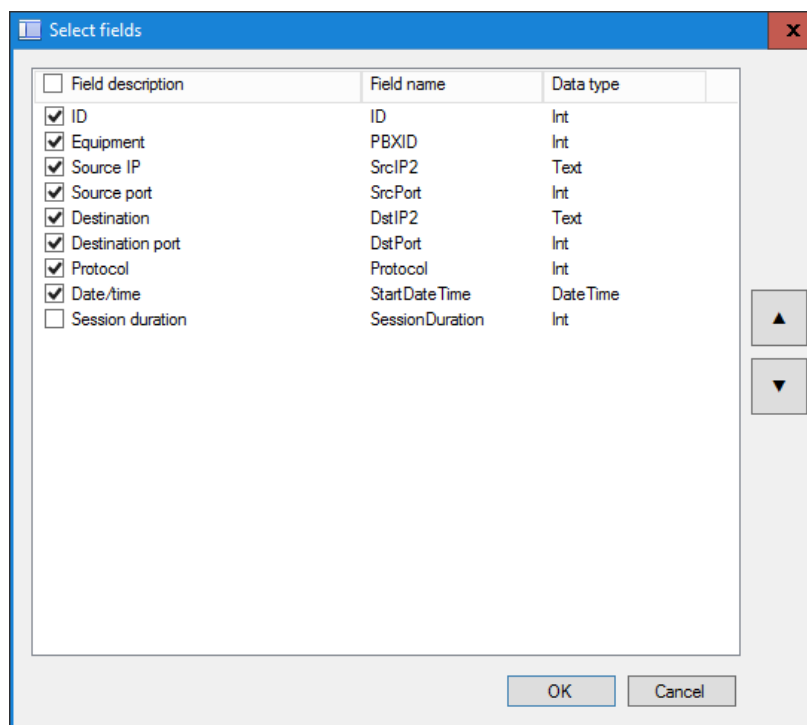 Select fields
Field description Field name Data type
ID ID Int
Equipment PBXID Int
Source IP SrcIP2 Text
Source port SrcPort Int
Destination DstIP2 Text
Destination port DstPort Int
Protocol Protocol Int
Date/time StartDateTime DateTime
Session duration SessionDuration Int
OK Cancel